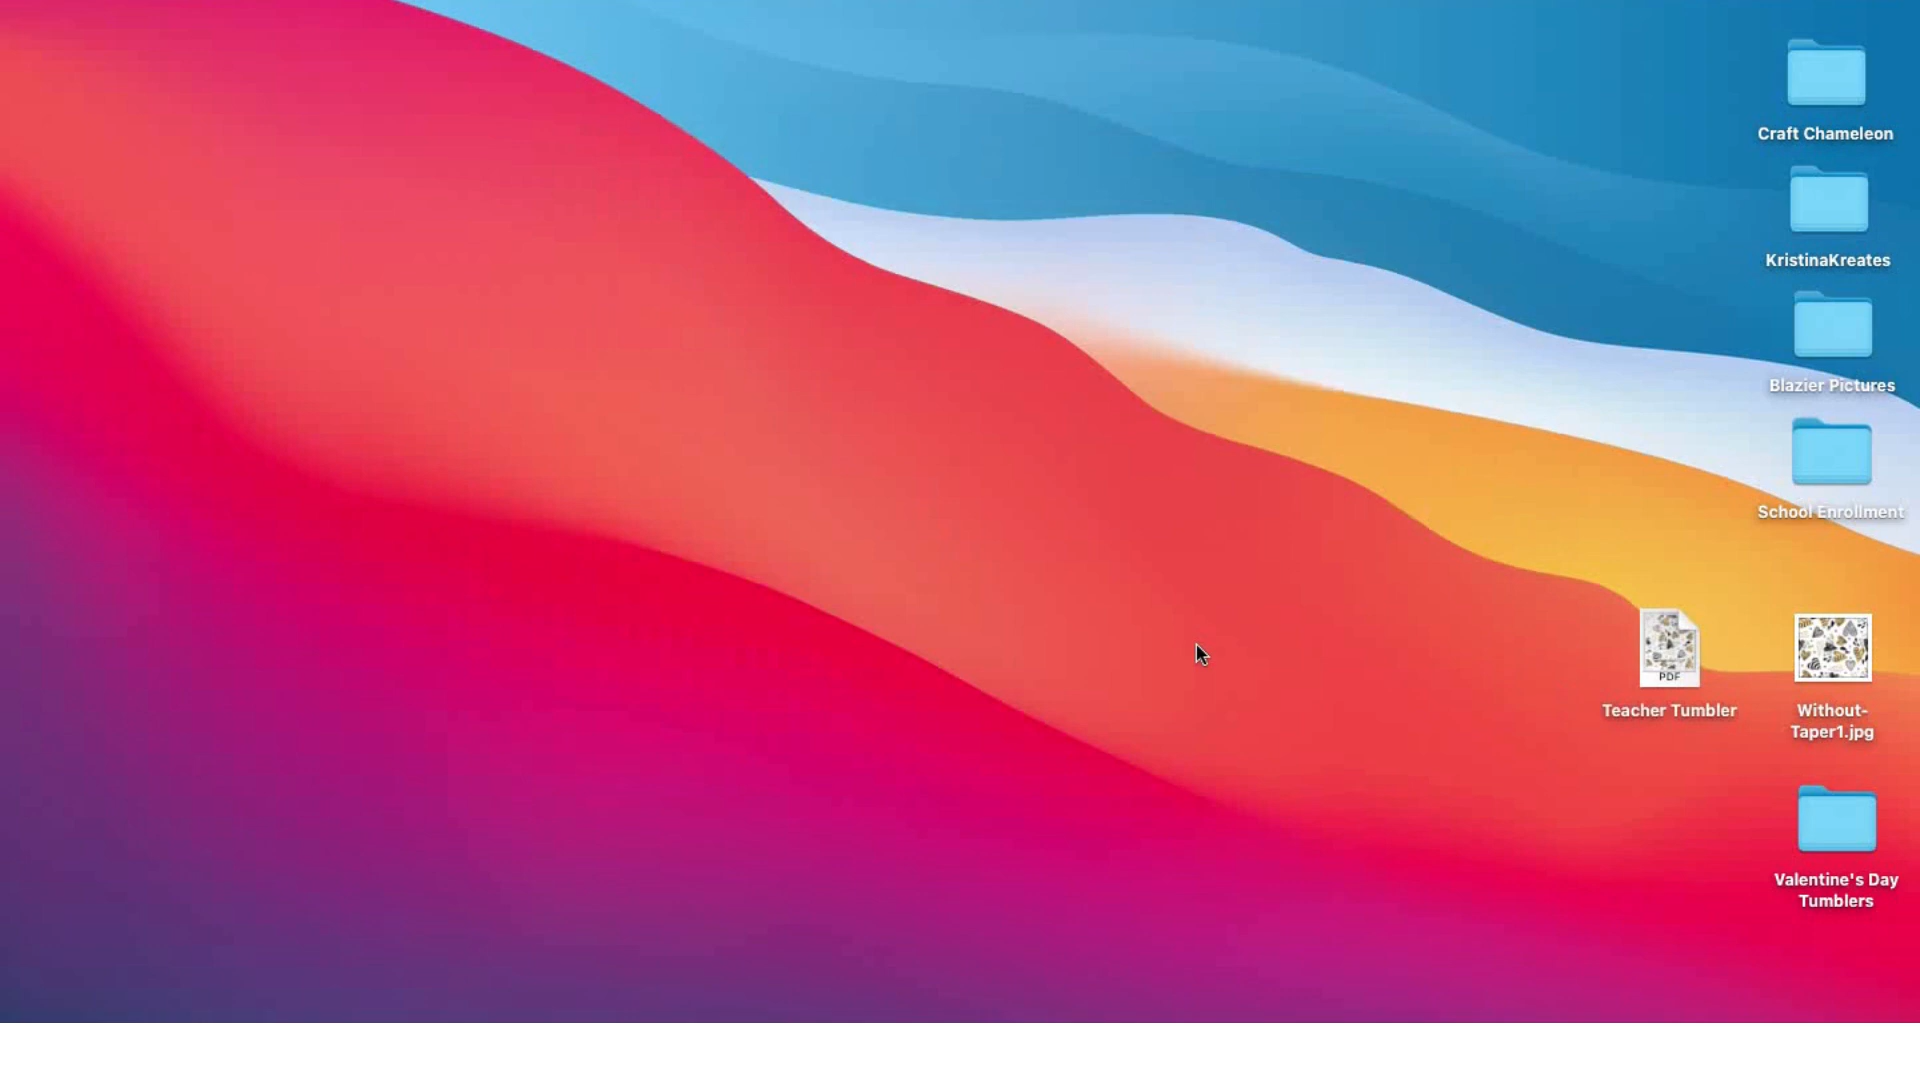 Craft Chameleon
KristinaKreates
Blazier Pictures
School Enrollment
PDF
Teacher Tumbler
Without-
Taper1.jpg
Valentine's Day
Tumblers